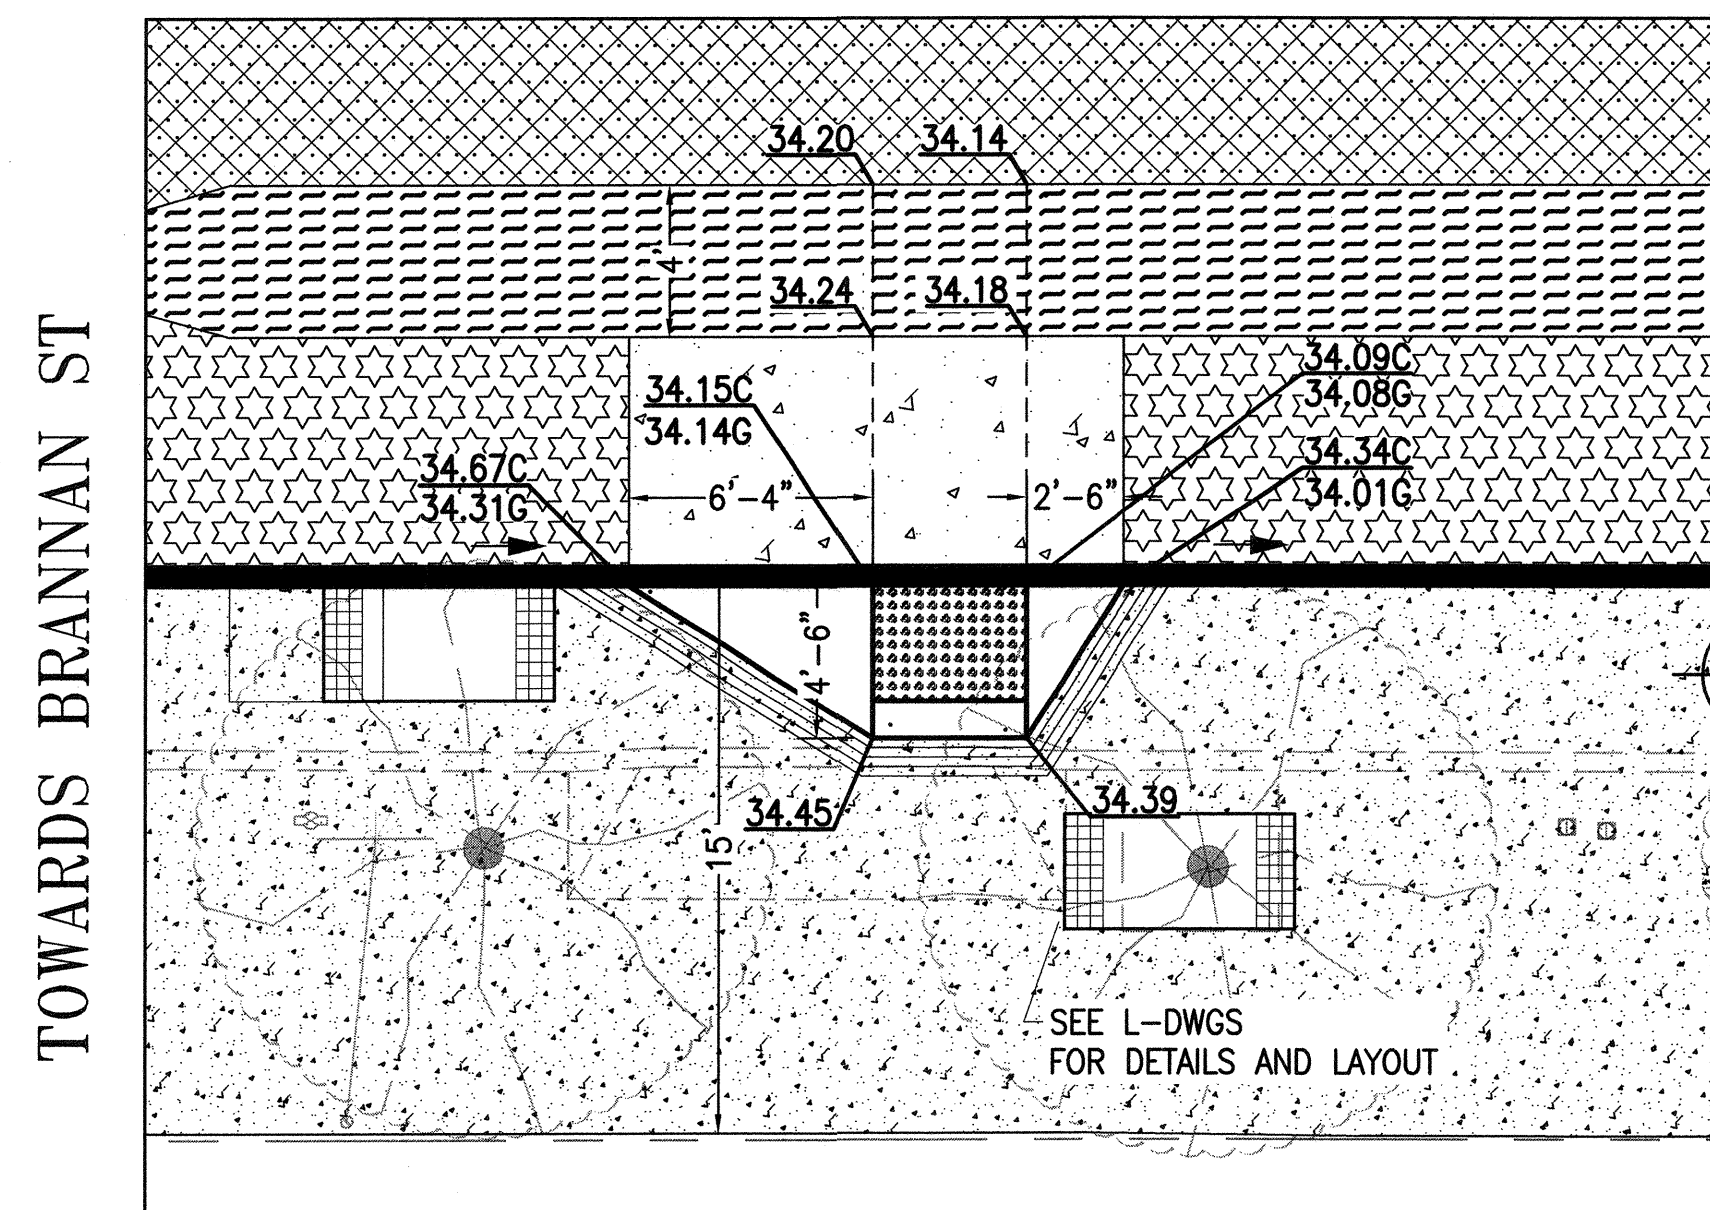 TOWARDS BRANNAN ST
34.20
34.14
4'
34.24
34.18
34.15C
34.14G
34.09C
34.08G
34.67C
34.31G
34.34C
34.01G
6'-4"
2'-6"
4'-6"
34.45
34.39
15'
SEE L-DWGS
FOR DETAILS AND LAYOUT